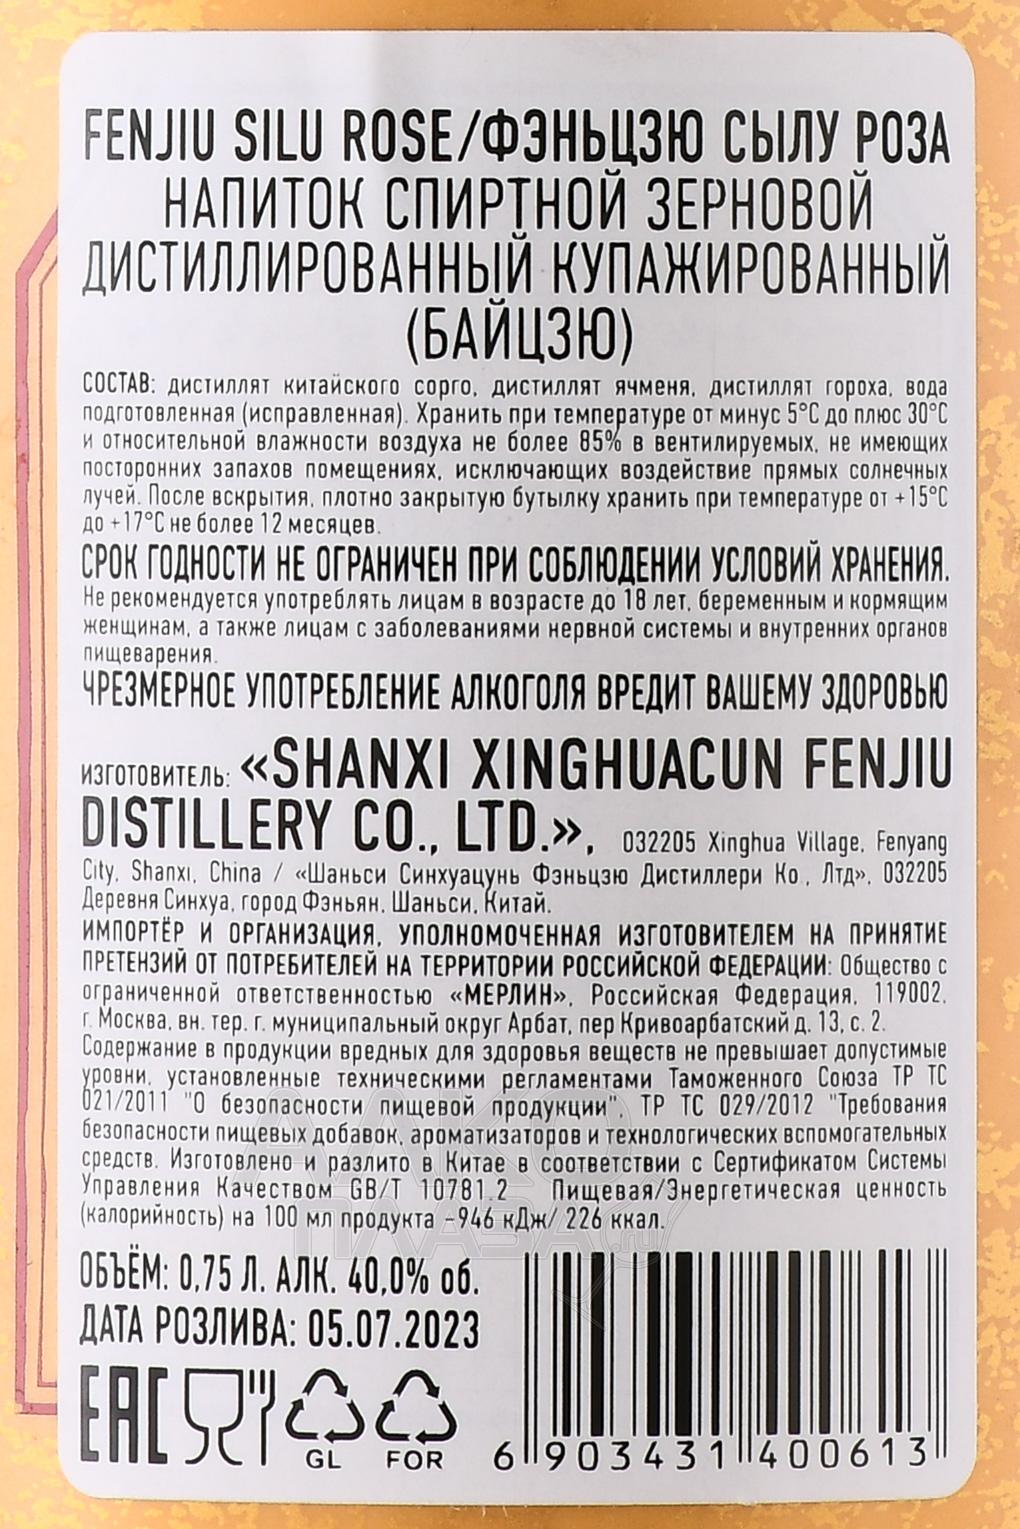 FENJIU SILU ROSE/ФЭНЬЦЗЮ СЫЛУ РОЗА
НАПИТОК СПИРТНОЙ ЗЕРНОВОЙ
ДИСТИЛЛИРОВАННЫЙ КУПАЖИРОВАННЫЙ
(БАЙЦЗЮ)
СОСТАВ: дистиллят китайского сорго, дистиллят ячменя, дистиллят гороха, вода
подготовленная (исправленная). Хранить при температуре от минус 5°C до плюс 30°C
и относительной влажности воздуха не более 85% в вентилируемых, не имеющих
посторонних запахов помещениях, исключающих воздействие прямых солнечных
лучей. После вскрытия, плотно закрытую бутылку хранить при температуре от +15°C
до +17°C не более 12 месяцев.
СРОК ГОДНОСТИ НЕ ОГРАНИЧЕН ПРИ СОБЛЮДЕНИИ УСЛОВИЙ ХРАНЕНИЯ.
Не рекомендуется употреблять лицам в возрасте до 18 лет, беременным и кормящим
женщинам, а также лицам с заболеваниями нервной системы и внутренних органов
пищеварения.
ЧРЕЗМЕРНОЕ УПОТРЕБЛЕНИЕ АЛКОГОЛЯ ВРЕДИТ ВАШЕМУ ЗДОРОВЬЮ
ИЗГОТОВИТЕЛЬ: «SHANXI XINGHUACUN FENJIU
DISTILLERY CO., LTD.», 032205 Xinghua Village, Fenyang
City, Shanxi, China / «Шаньси Синхуацунь Фэньцзю Дистиллери Ко., Лтд», 032205
Деревня Синхуа, город Фэньян, Шаньси, Китай.
ИМПОРТЁР И ОРГАНИЗАЦИЯ, УПОЛНОМОЧЕННАЯ ИЗГОТОВИТЕЛЕМ НА ПРИНЯТИЕ
ПРЕТЕНЗИЙ ОТ ПОТРЕБИТЕЛЕЙ НА ТЕРРИТОРИИ РОССИЙСКОЙ ФЕДЕРАЦИИ: Общество с
ограниченной ответственностью «МЕРЛИН», Российская Федерация, 119002,
г. Москва, вн. тер. г. муниципальный округ Арбат, пер Кривоарбатский д. 13, с. 2.
Содержание в продукции вредных для здоровья веществ не превышает допустимые
уровни, установленные техническими регламентами Таможенного Союза ТР ТС
021/2011 "О безопасности пищевой продукции", ТР ТС 029/2012 "Требования
безопасности пищевых добавок, ароматизаторов и технологических вспомогательных
средств. Изготовлено и разлито в Китае в соответствии с Сертификатом Системы
Управления Качеством GB/T 10781.2 Пищевая/Энергетическая ценность
(калорийность) на 100 мл продукта –946 кДж/ 226 ккал.
АЛКО
ПЛАЗА.ru
ОБЪЁМ: 0,75 Л. АЛК. 40,0% об.
ДАТА РОЗЛИВА: 05.07.2023
EAC
GL FOR
6 903431 400613